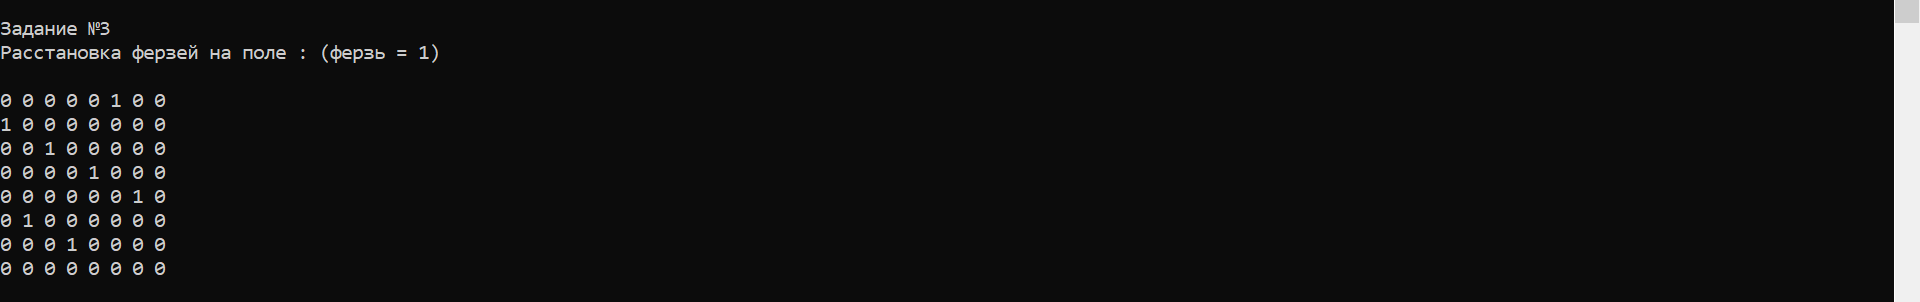 Задание №3
Расстановка ферзей на поле : (ферзь = 1)
0 0 0 0 0 1 0 0
1 0 0 0 0 0 0 0
0 0 1 0 0 0 0 0
0 0 0 0 1 0 0 0
0 0 0 0 0 0 1 0
0 1 0 0 0 0 0 0
0 0 0 1 0 0 0 0
0 0 0 0 0 0 0 0